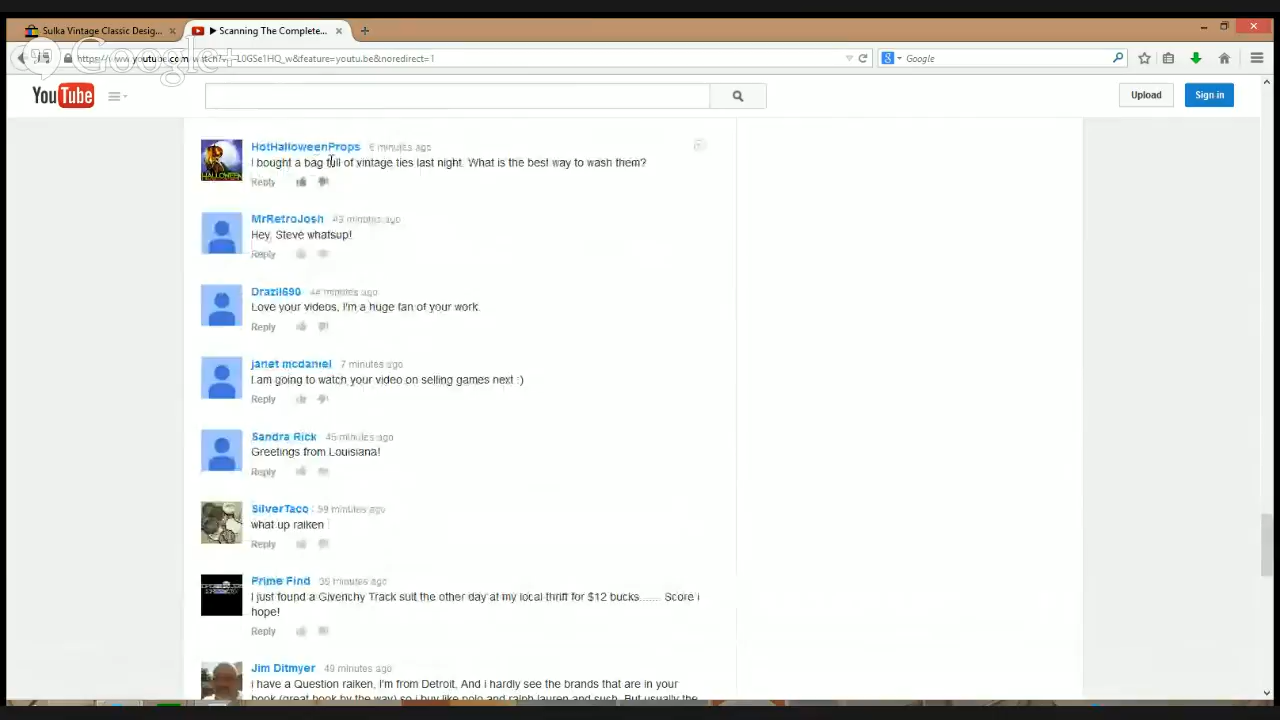 Sulka Vintage Classic Desig...
▶ Scanning The Complete...
Google+
youtube.com/watch?v=
L0GSe1HQ_w&feature=youtu.be&noredirect=1
Google
YouTube
Upload
Sign in
HotHalloweenProps 6 minutes ago
I bought a bag full of vintage ties last night. What is the best way to wash them?
Reply
MrRetroJosh 43 minutes ago
Hey, Steve whatsup!
Reply
Drazil690 minutes ago
Love your videos, I'm a huge fan of your work.
Reply
janet mcdaniel 7 minutes ago
I am going to watch your video on selling games next :)
Reply
Sandra Rick 45 minutes ago
Greetings from Louisiana!
Reply
SilverTaco 59 minutes ago
what up raiken
Reply
Prime Find 35 minutes ago
I just found a Givenchy Track suit the other day at my local thrift for $12 bucks....... Score I
hope!
Reply
Jim Ditmyer 49 minutes ago
I have a Question raiken, I'm from Detroit. And i hardly see the brands that are in your
book (great book by the way) so i buy like polo and ralph lauren and such. But usually the
HALLOWEEN